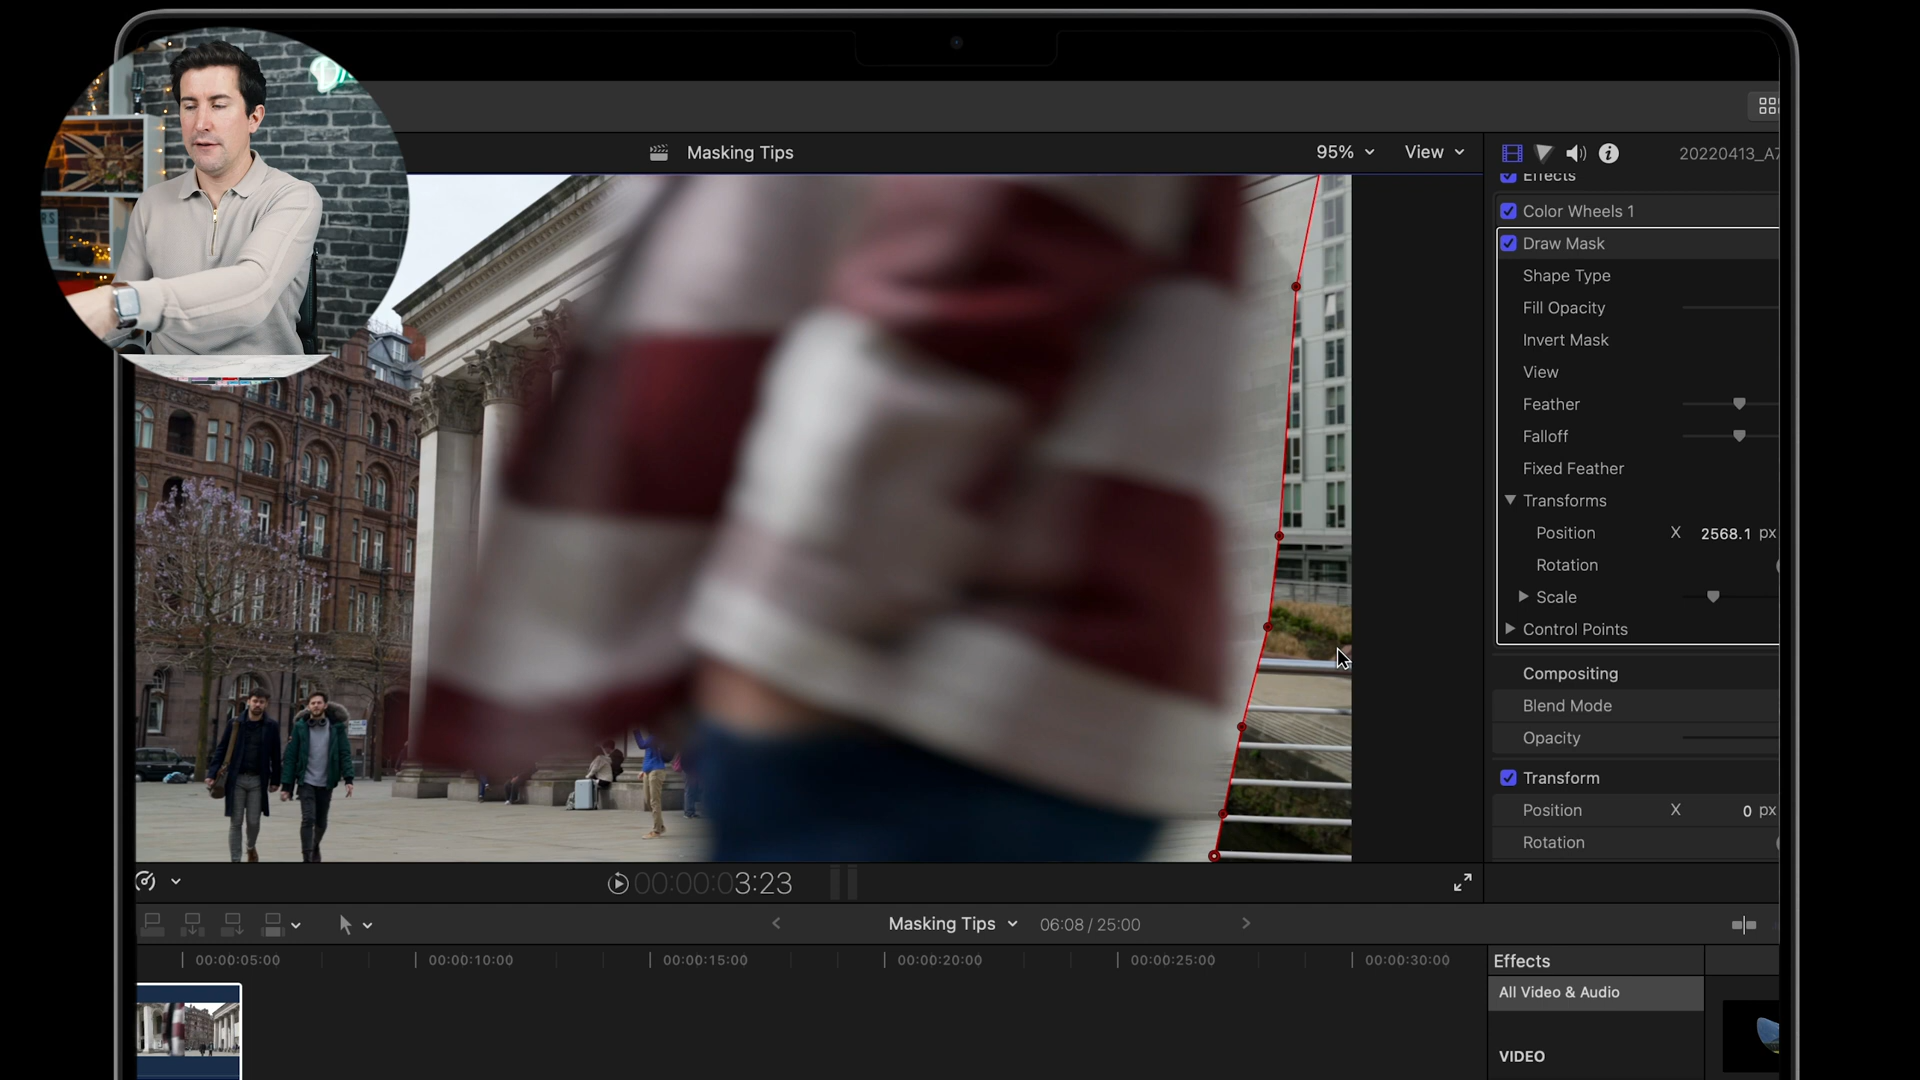 Masking Tips
95%
View
20220413_A7
Effects
Color Wheels 1
Draw Mask
Shape Type
Fill Opacity
Invert Mask
View
Feather
Falloff
Fixed Feather
Transforms
Position X 2568.1 px
Rotation
Scale
Control Points
Compositing
Blend Mode
Opacity
Transform
Position X 0 px
Rotation
00:00:03:23
Masking Tips 06:08 / 25:00
00:00:05:00 00:00:10:00 00:00:15:00 00:00:20:00 00:00:25:00 00:00:30:00
Effects
All Video & Audio
VIDEO